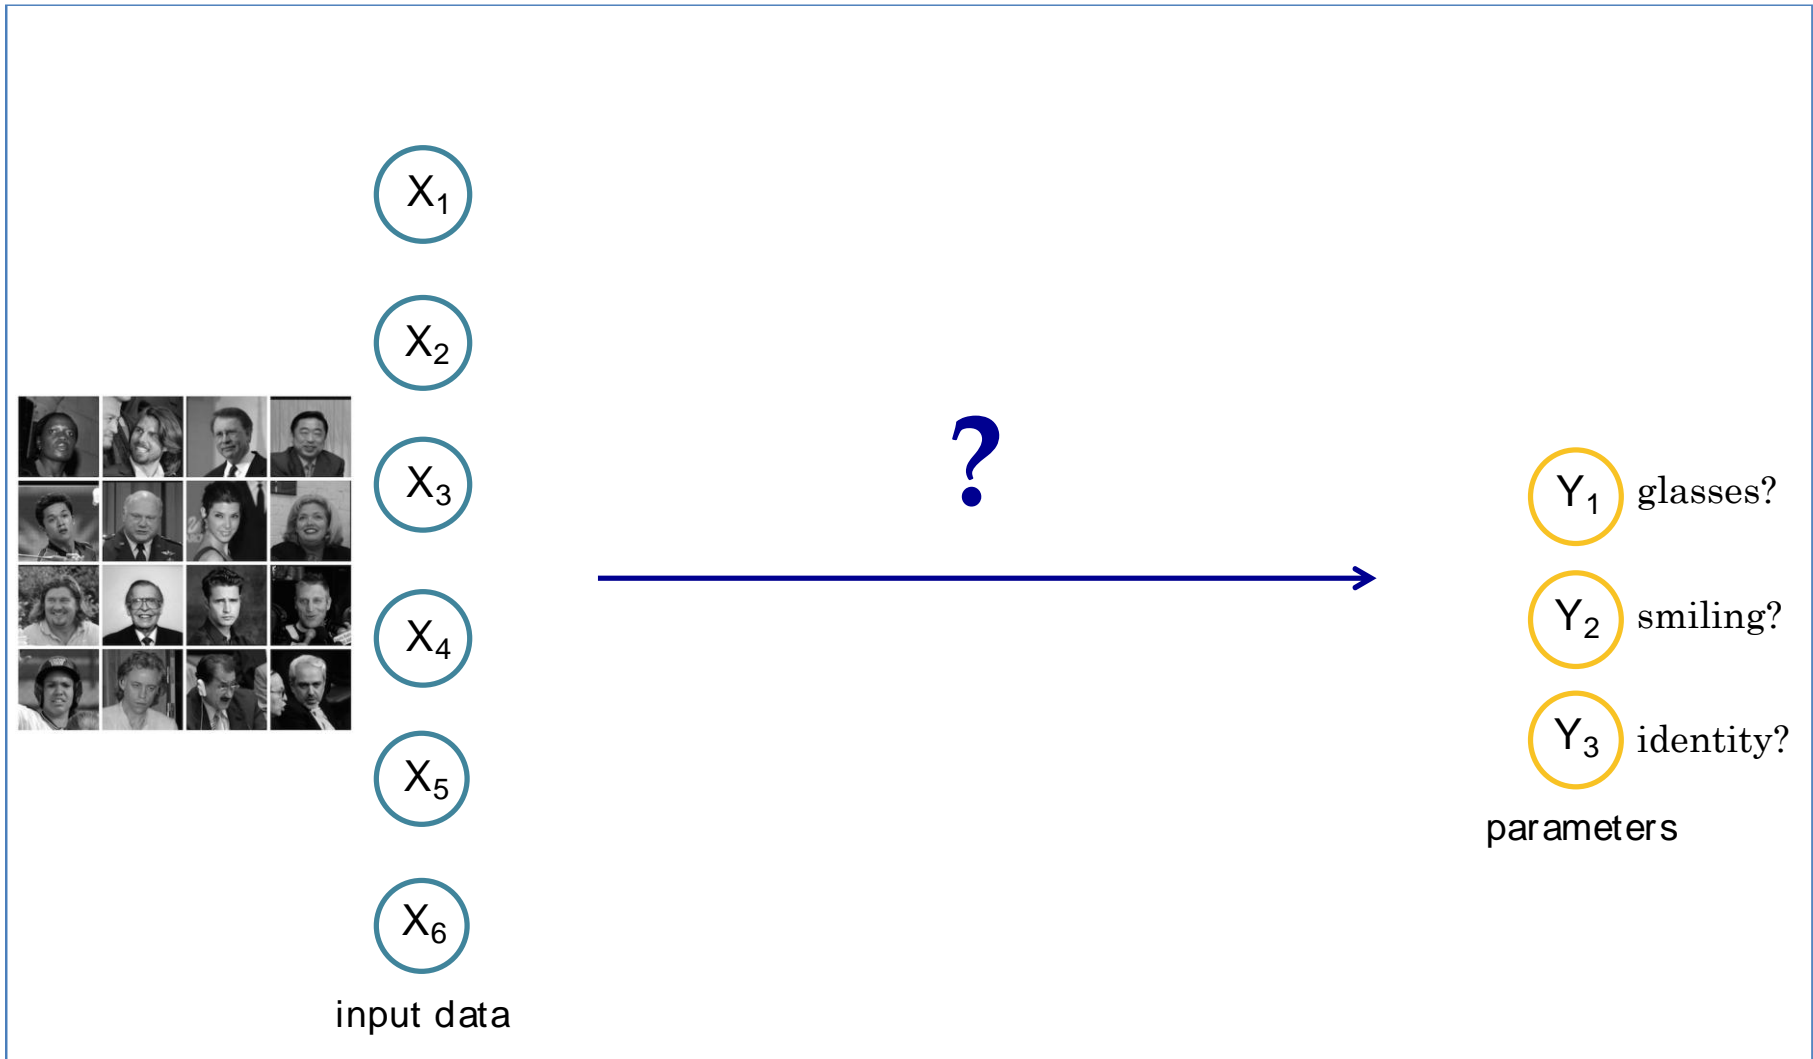 X1
X2
X3
X4
X5
X6
input data
?
Y1 glasses?
Y2 smiling?
Y3 identity?
parameters